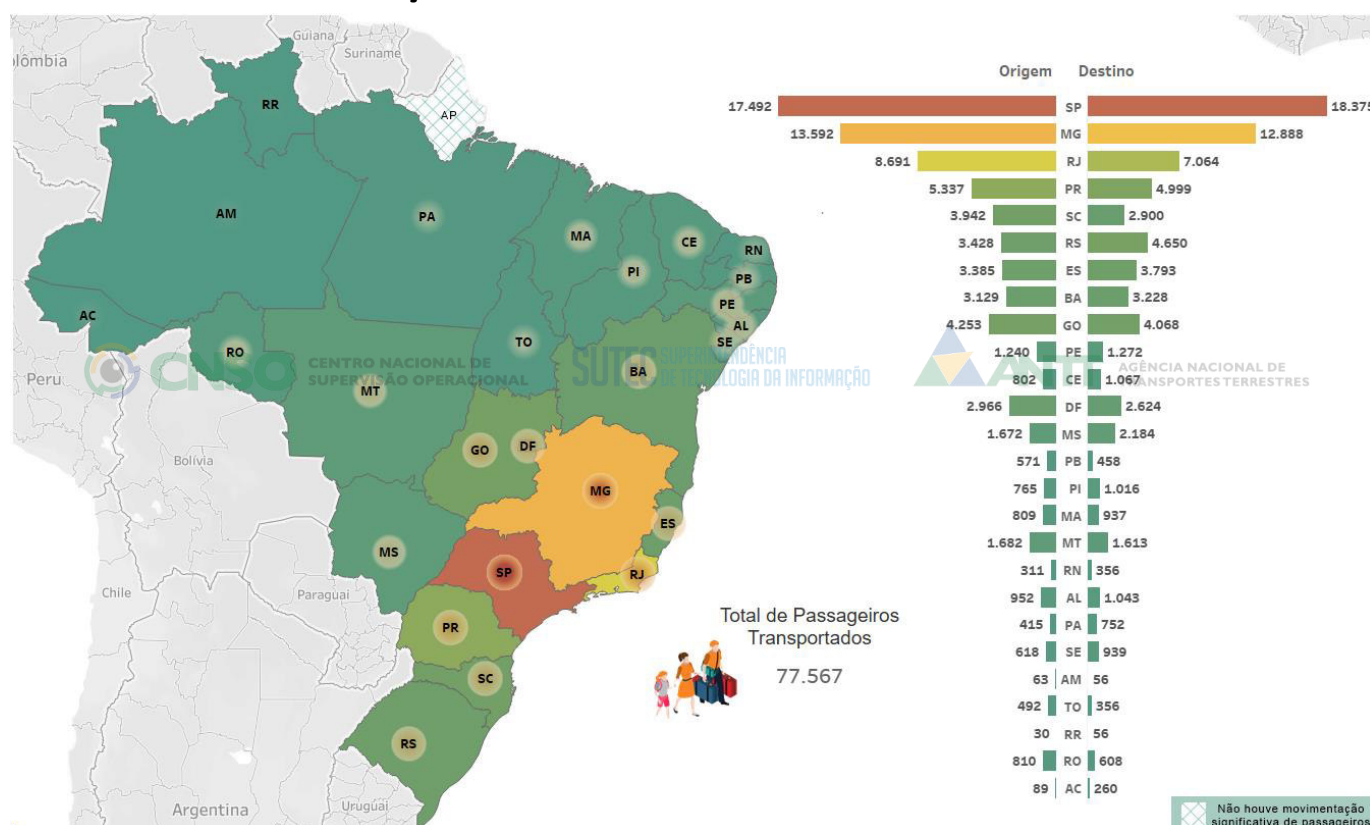 Guiana
Suriname
olômbia
RR
AP
AM
PA
MA
CE
RN
PI
PB
PE
AL
SE
AC
RO
TO
BA
MT
Peru
CNSO CENTRO NACIONAL DE
SUPERVISÃO OPERACIONAL
SUTEC SUPERINTENDÊNCIA
DE TECNOLOGIA DA INFORMAÇÃO
ANTT AGÊNCIA NACIONAL DE
TRANSPORTES TERRESTRES
GO
DF
Bolívia
MG
ES
MS
SP
RJ
Chile
Paraguai
PR
SC
RS
Argentina
Uruguai
Total de Passageiros
Transportados
77.567
Origem Destino
17.492 SP 18.375
13.592 MG 12.888
8.691 RJ 7.064
5.337 PR 4.999
3.942 SC 2.900
3.428 RS 4.650
3.385 ES 3.793
3.129 BA 3.228
4.253 GO 4.068
1.240 PE 1.272
802 CE 1.067
2.966 DF 2.624
1.672 MS 2.184
571 PB 458
765 PI 1.016
809 MA 937
1.682 MT 1.613
311 RN 356
952 AL 1.043
415 PA 752
618 SE 939
63 AM 56
492 TO 356
30 RR 56
810 RO 608
89 AC 260
Não houve movimentação
significativa de passageiros